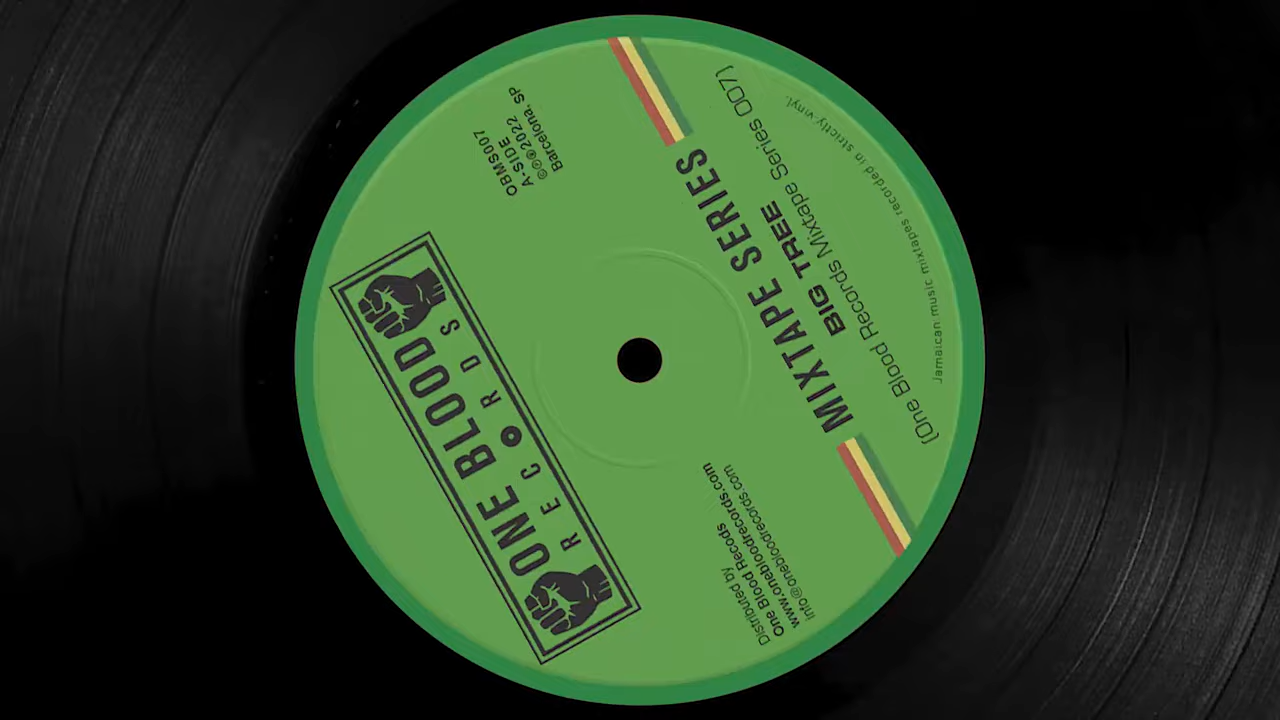 ONE BLOOD
RECORDS
OBMS007
A-SIDE
©℗®2022
Barcelona, SP
Distributed by
One Blood Recods
www.onebloodrecords.com
info@onebloodrecords.com
MIXTAPE SERIES
BIG TREE
(One Blood Records Mixtape Series 007)
Jamaican music mixtapes recorded in strictly vinyl.